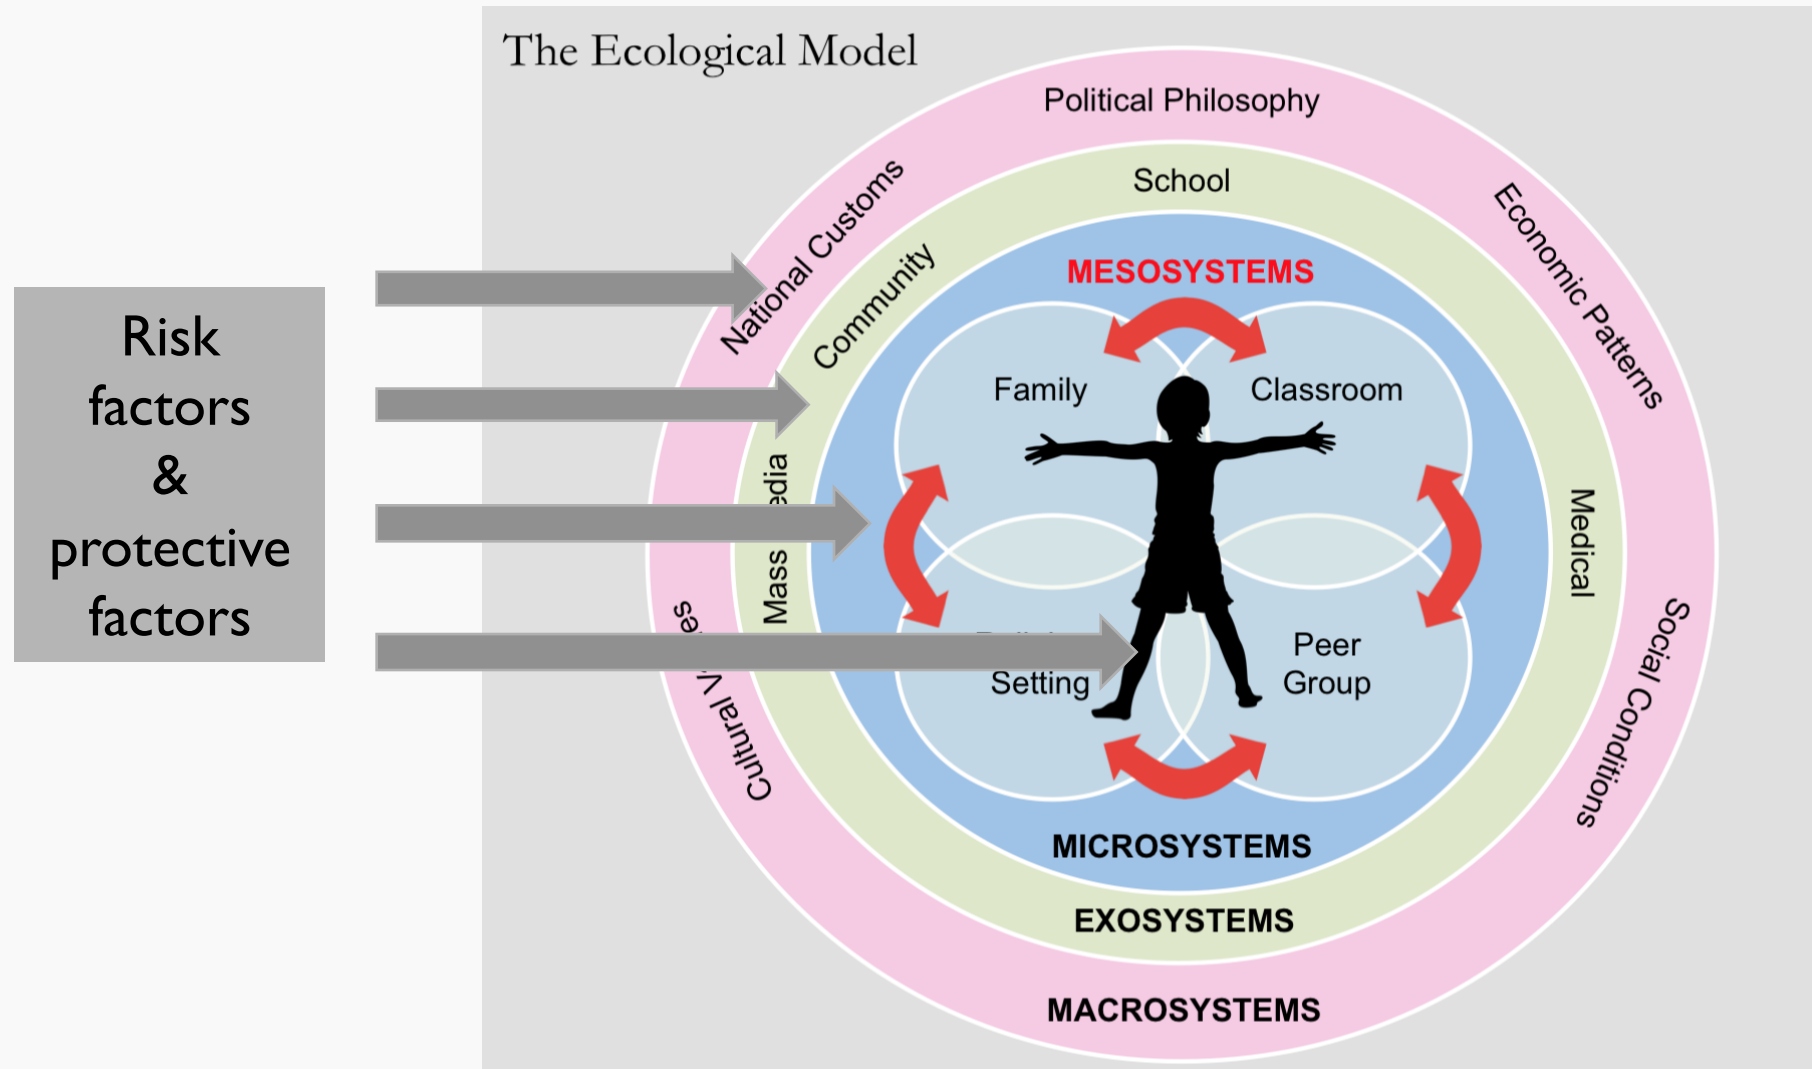 The Ecological Model
Political Philosophy
National Customs
School
Economic Patterns
Community
MESOSYSTEMS
Risk
factors
&
protective
factors
Family
Classroom
Mass
Medical
Peer
Group
Setting
Social Conditions
Cultural
MICROSYSTEMS
EXOSYSTEMS
MACROSYSTEMS